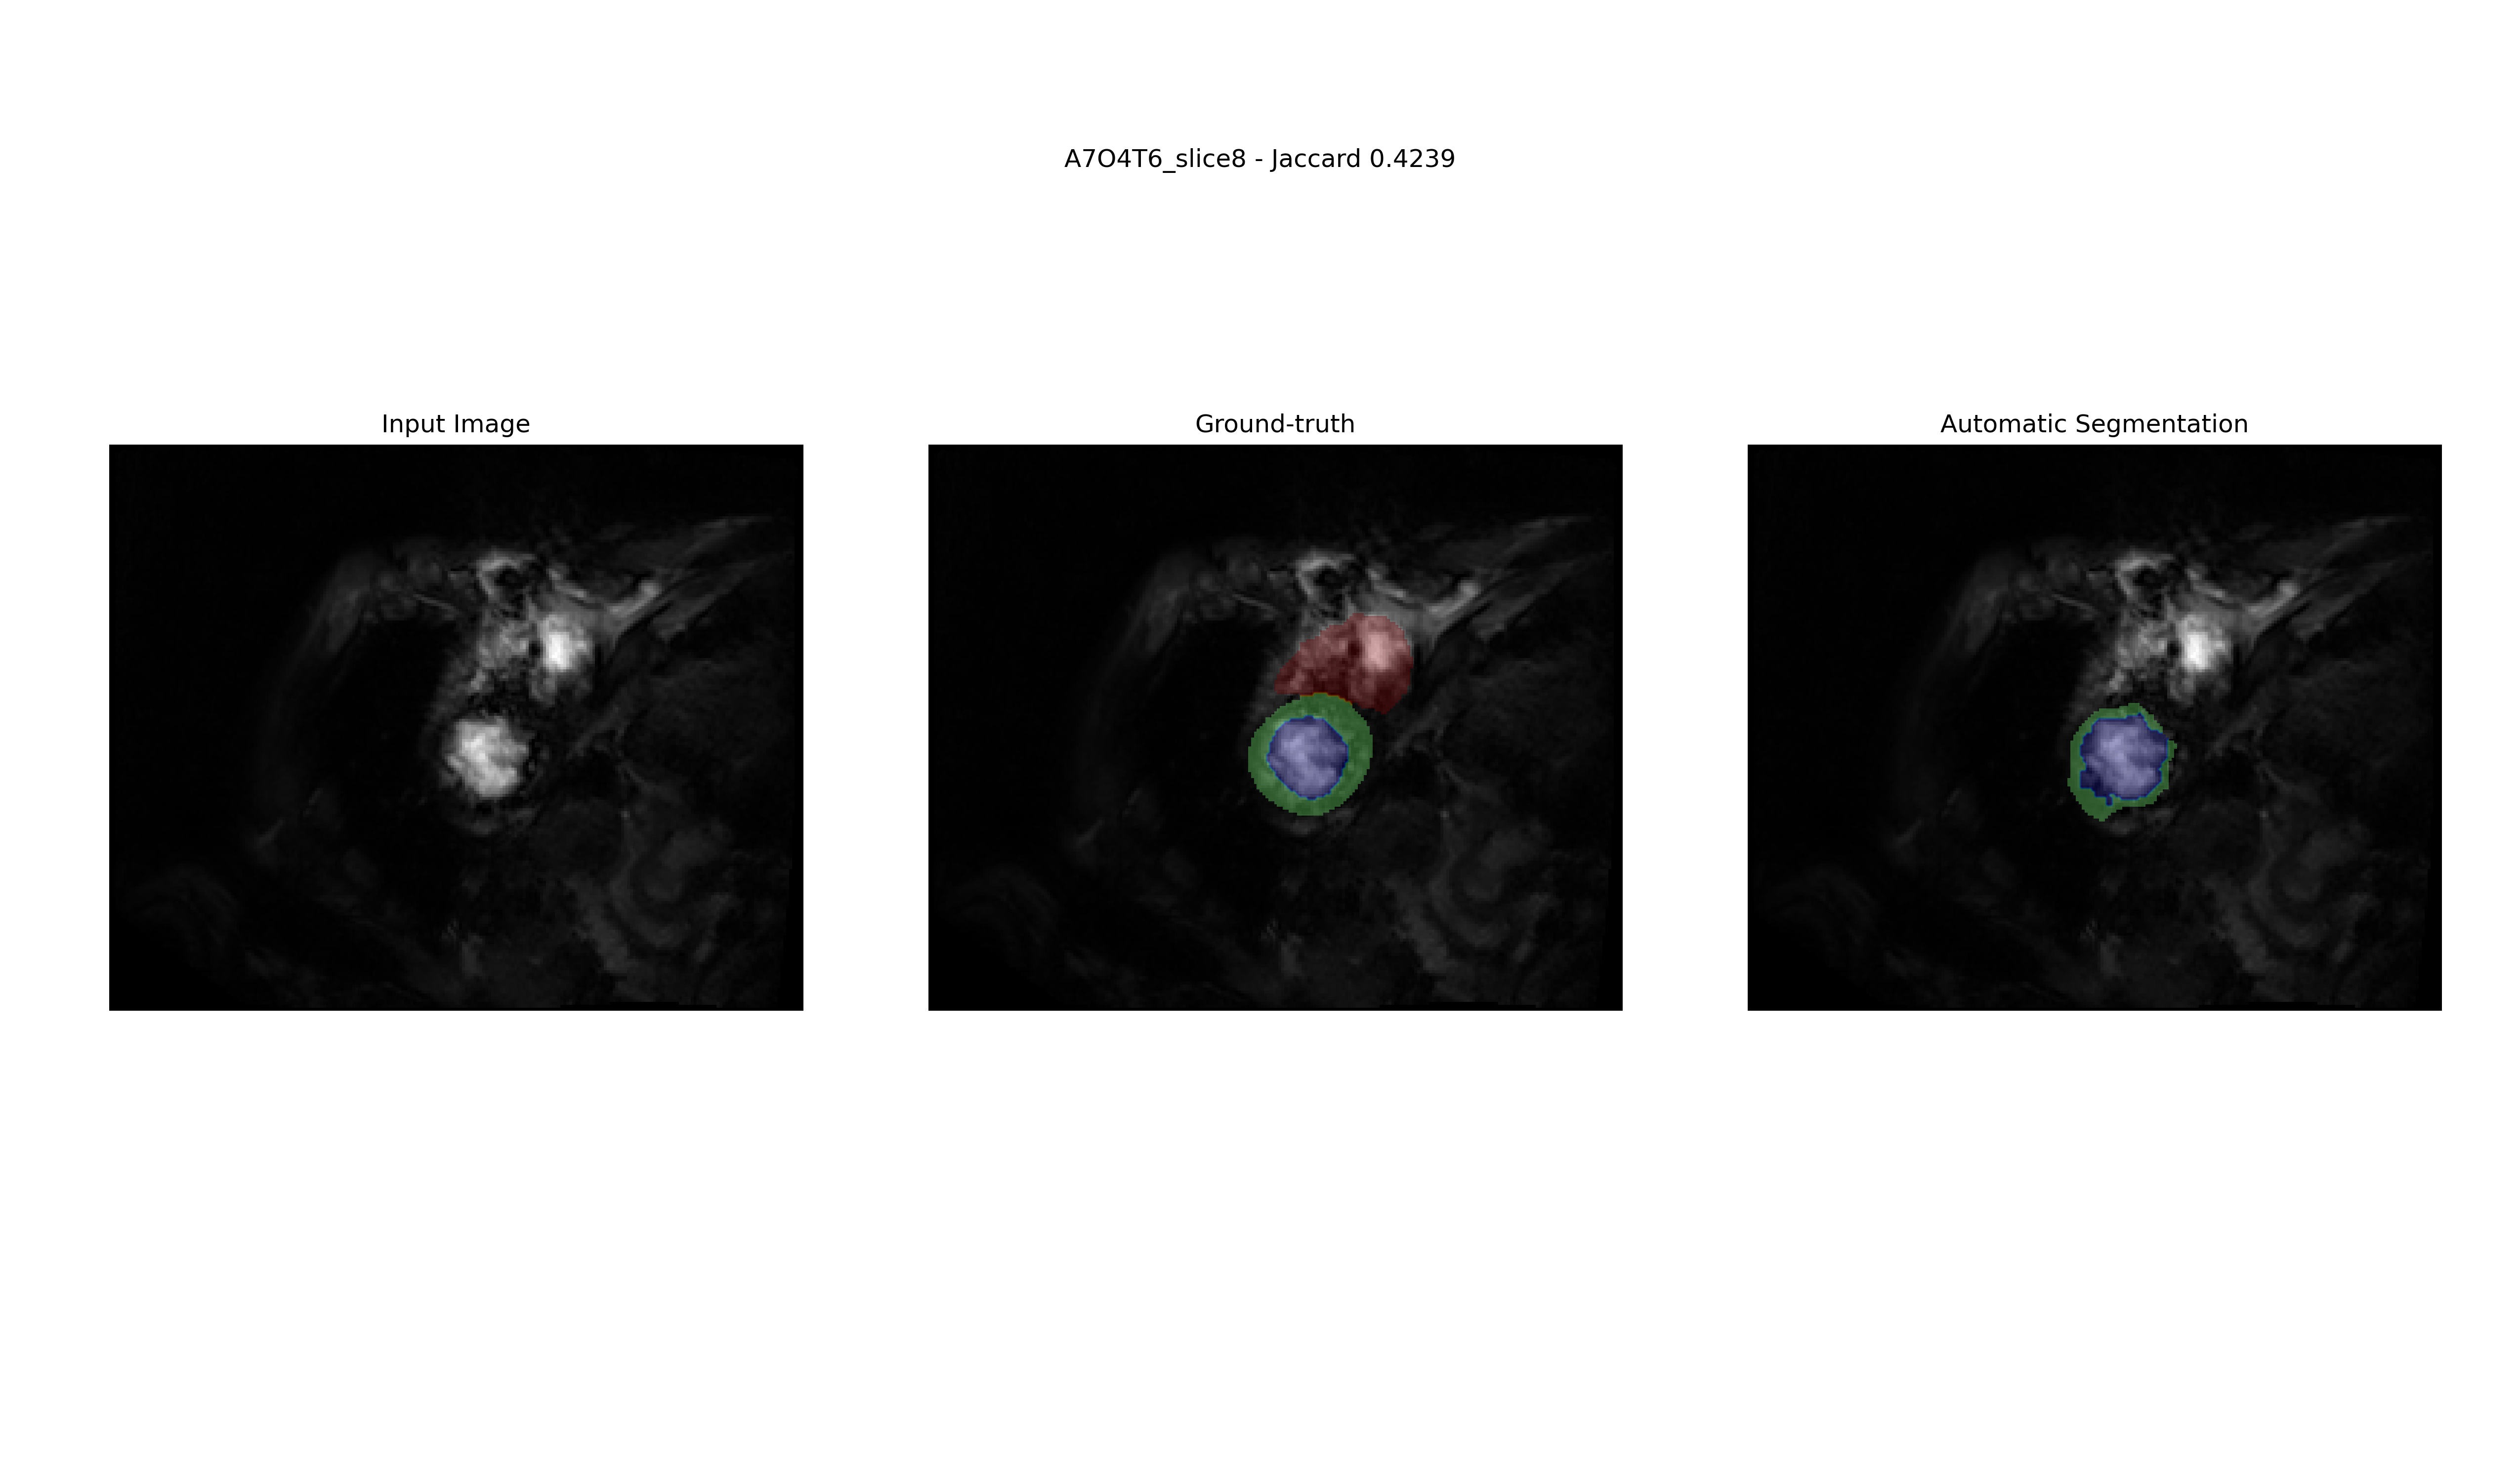 A7O4T6_slice8 - Jaccard 0.4239
Input Image
Ground-truth
Automatic Segmentation